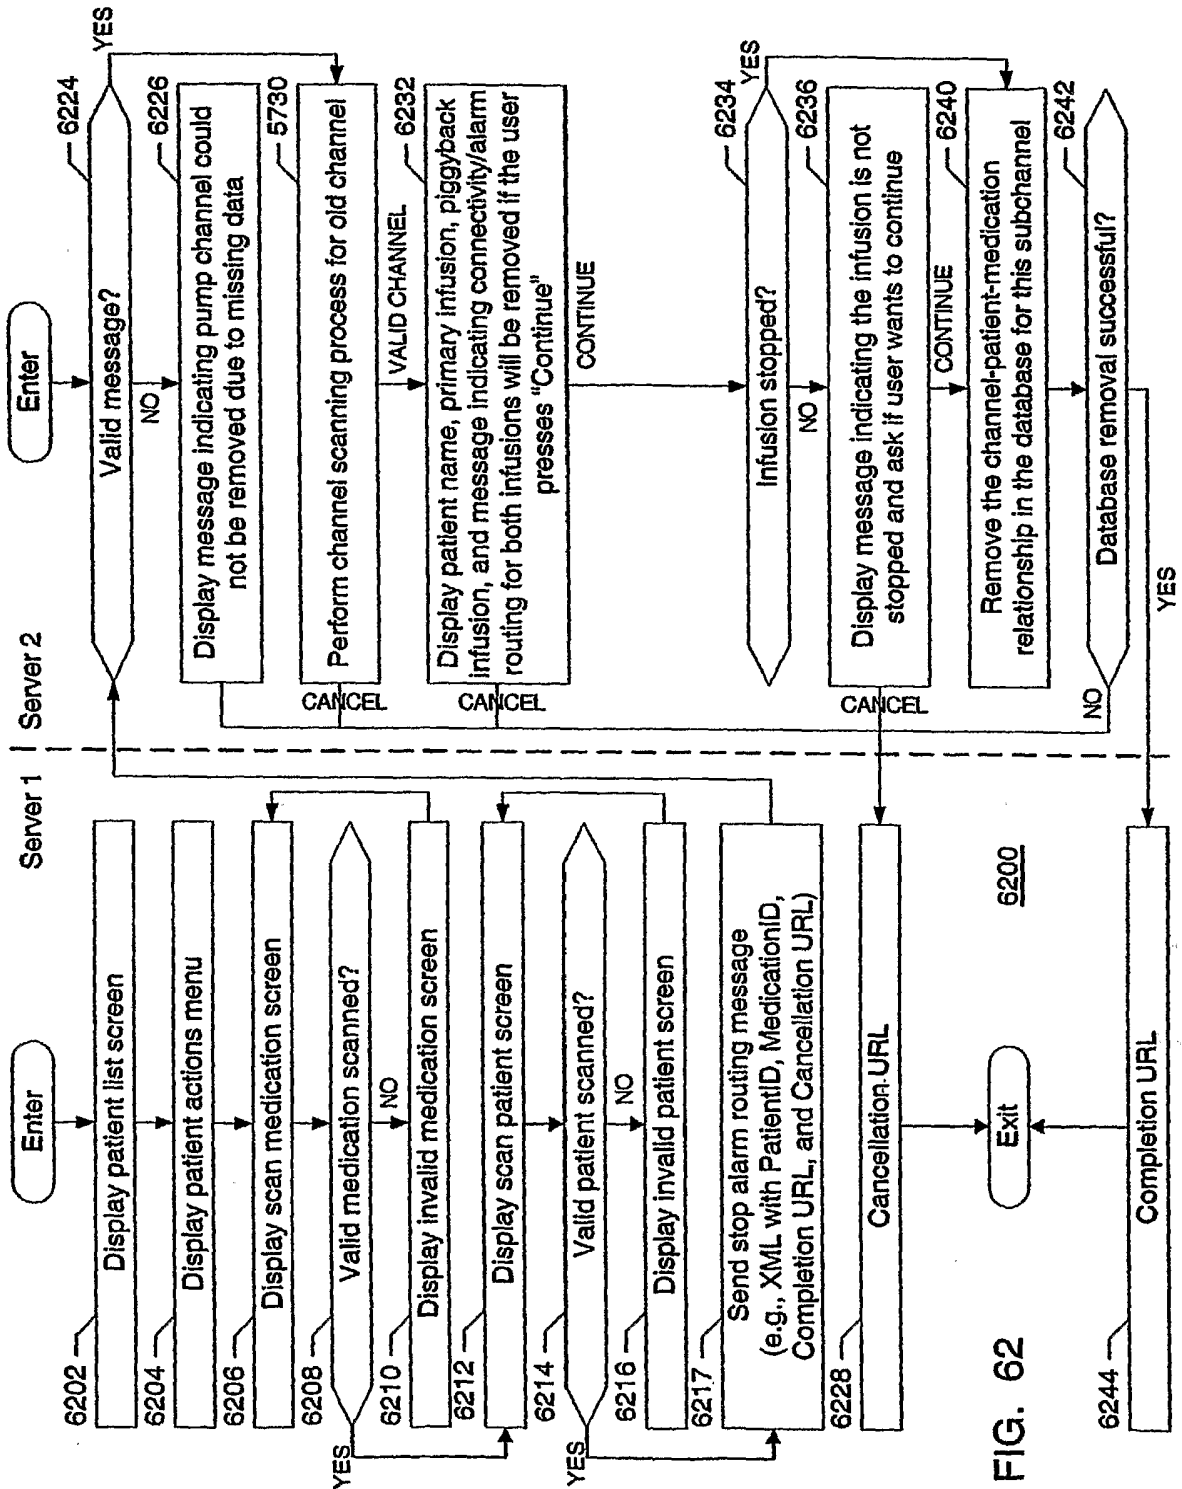 Server 1
Server 2
Enter
6202
Display patient list screen
6204
Display patient actions menu
6206
Display scan medication screen
6208
Valid medication scanned?
YES
NO
6210
Display invalid medication screen
6212
Display scan patient screen
6214
Valid patient scanned?
YES
NO
6216
Display invalid patient screen
6217
Send stop alarm routing message
(e.g., XML with PatientID, MedicationID,
Completion URL, and Cancellation URL)
6228
Cancellation URL
Exit
6200
6244
Completion URL
Enter
6224
Valid message?
YES
NO
6226
Display message indicating pump channel could
not be removed due to missing data
5730
Perform channel scanning process for old channel
CANCEL
VALID CHANNEL
6232
Display patient name, primary infusion, piggyback
infusion, and message indicating connectivity/alarm
routing for both infusions will be removed if the user
presses "Continue"
CANCEL
CONTINUE
6234
Infusion stopped?
YES
NO
6236
Display message indicating the infusion is not
stopped and ask if user wants to continue
CANCEL
CONTINUE
6240
Remove the channel-patient-medication
relationship in the database for this subchannel
6242
Database removal successful?
NO
YES
FIG. 62